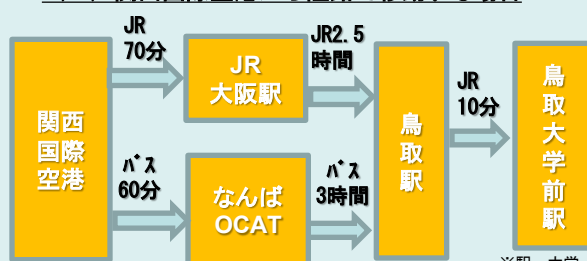 JR
70分
JR2.5
時間
JR
大阪駅
JR
10分
関西
国際
空港
鳥
取
駅
鳥
取
大
学
前
駅
ﾊﾞｽ
60分
ﾊﾞｽ
3時間
なんば
OCAT